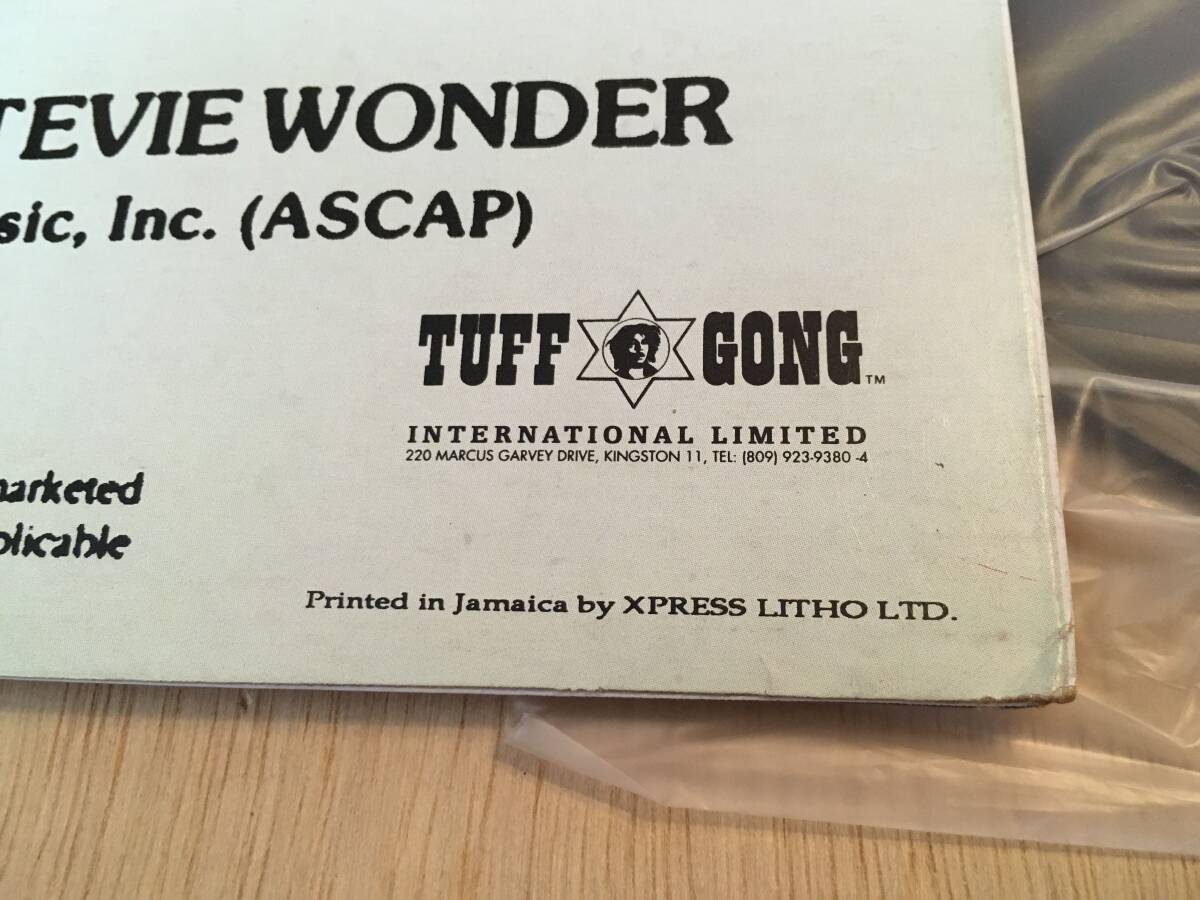 TEVIE WONDER
sic, Inc. (ASCAP)
TUFF GONG TM
INTERNATIONAL LIMITED
220 MARCUS GARVEY DRIVE, KINGSTON 11, TEL: (809) 923-9380 -4
arketed
plicable
Printed in Jamaica by XPRESS LITHO LTD.